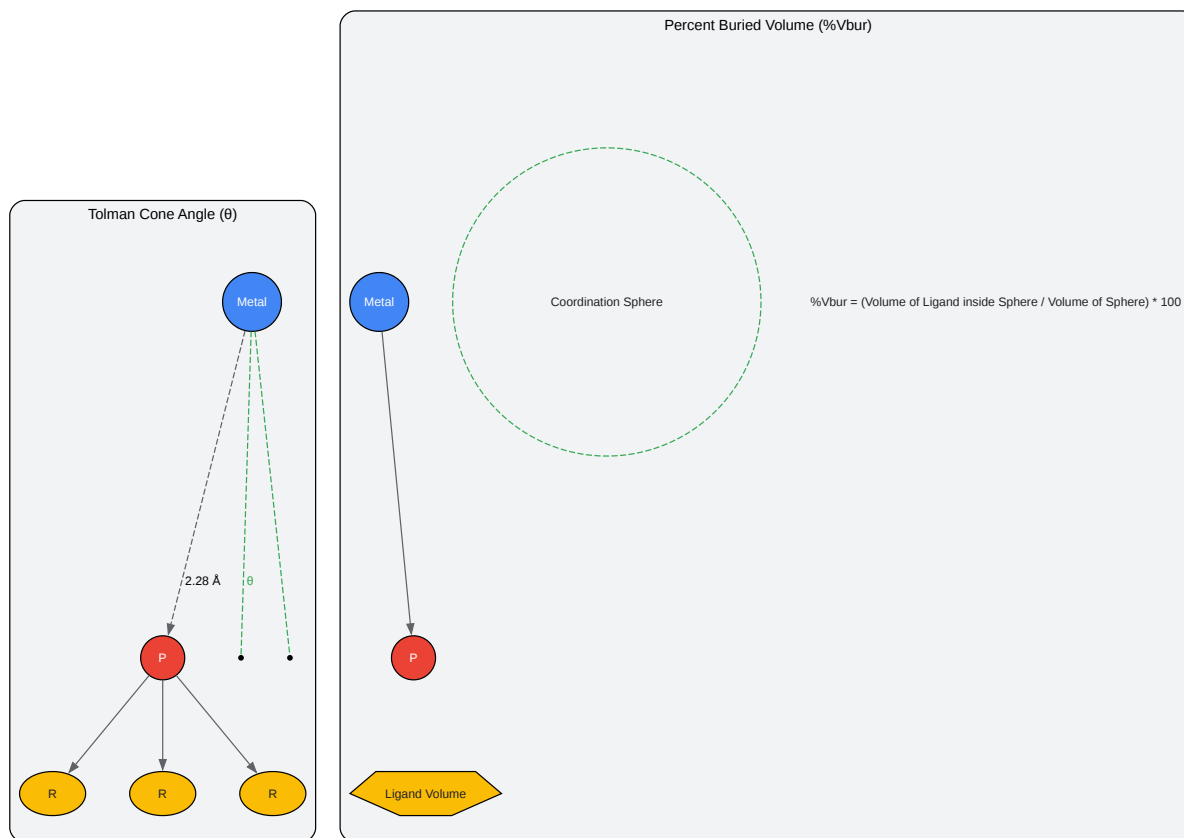 Percent Buried Volume (%Vbur)
Tolman Cone Angle (θ)
Metal
Metal
Coordination Sphere
%Vbur = (Volume of Ligand inside Sphere / Volume of Sphere) * 100
2.28 Å
θ
P
P
R
R
R
Ligand Volume